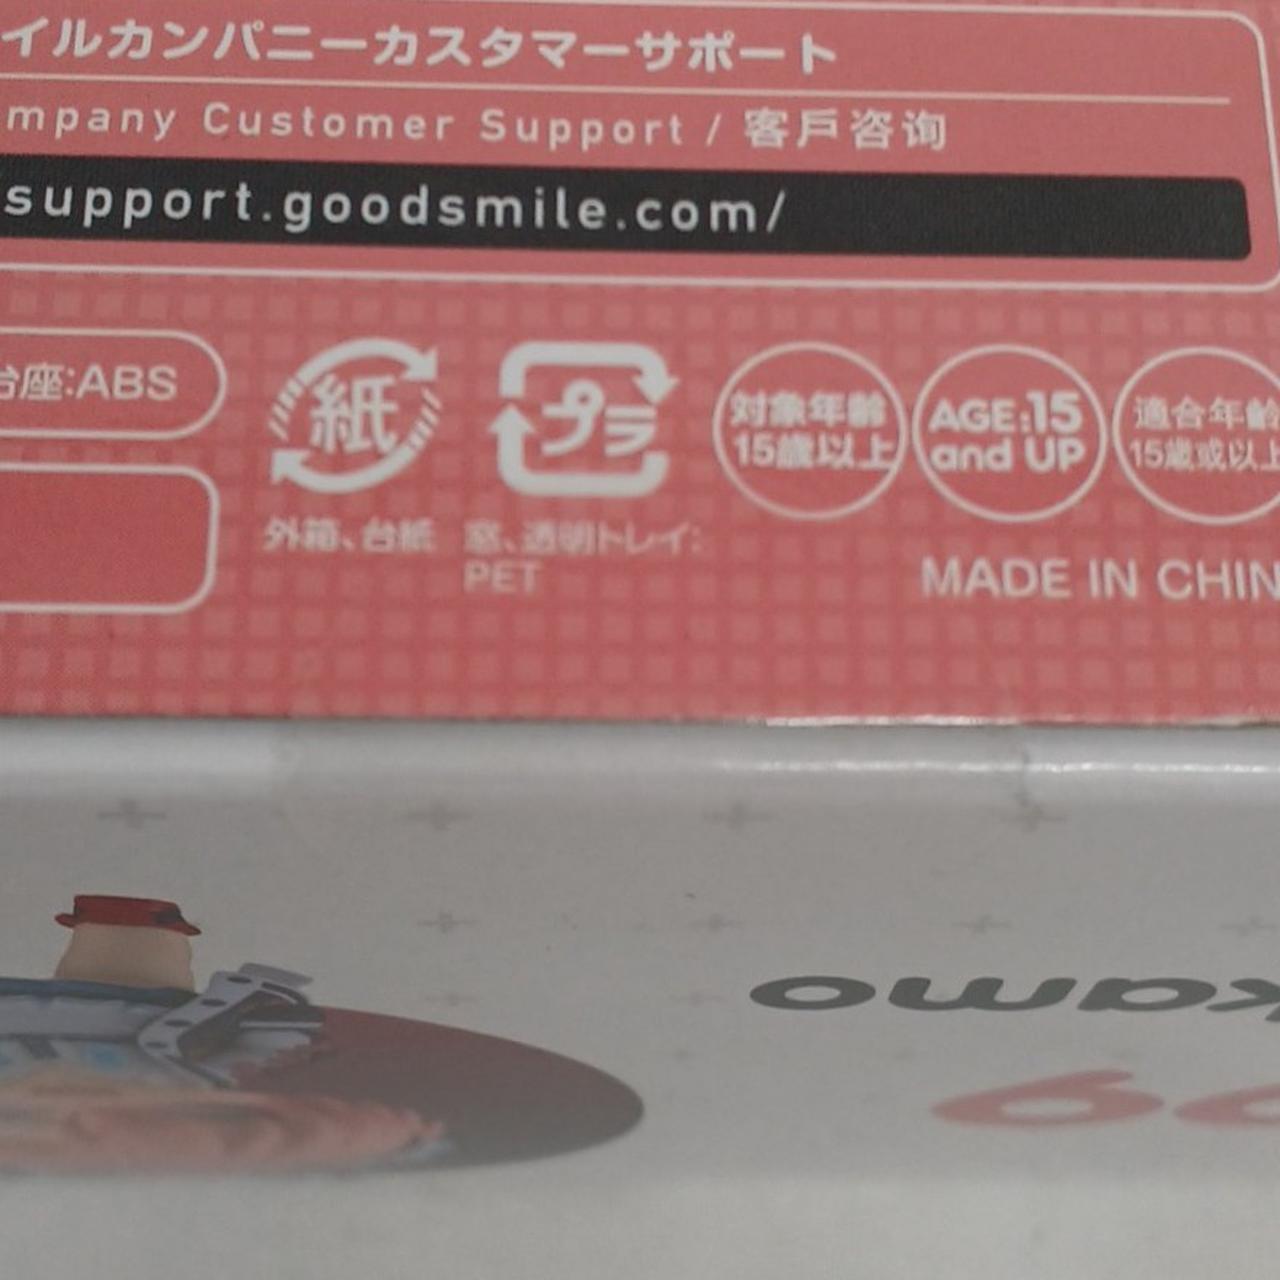 イルカンパニーカスタマーサポート
mpany Customer Support / 客戶咨询
support.goodsmile.com/
台座:ABS
紙
プラ
対象年齢
15歳以上
AGE:15
and UP
適合年齢
15歳或以上
外箱、台紙
窓、透明トレイ:
PET
MADE IN CHIN
kamo